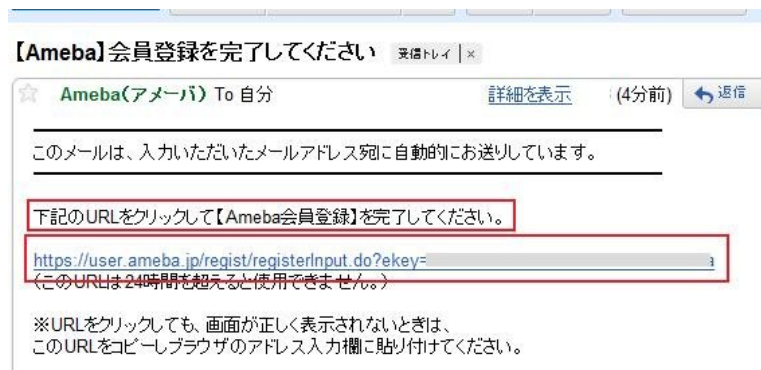 【Ameba】会員登録を完了してください 受信トレイ ×
Ameba(アメーバ) To 自分 詳細を表示 (4分前) 返信
このメールは、入力いただいたメールアドレス宛に自動的にお送りしています。
下記のURLをクリックして【Ameba会員登録】を完了してください。
https://user.ameba.jp/regist/registerInput.do?ekey=
(このURLは24時間を超えると使用できません。)
※URLをクリックしても、画面が正しく表示されないときは、
このURLをコピーしブラウザのアドレス入力欄に貼り付けてください。